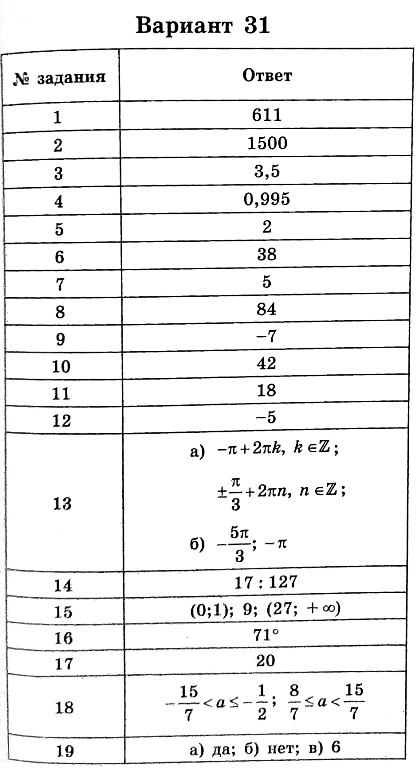 Вариант 31
№ задания Ответ
1 611
2 1500
3 3,5
4 0,995
5 2
6 38
7 5
8 84
9 −7
10 42
11 18
12 −5
13 а) −π+2πk, k∈ℤ;
±π/3+2πn, n∈ℤ;
б) −5π/3; −π
14 17 : 127
15 (0;1); 9; (27; +∞)
16 71°
17 20
18 −15/7<a≤−1/2; 8/7≤a<15/7
19 а) да; б) нет; в) 6